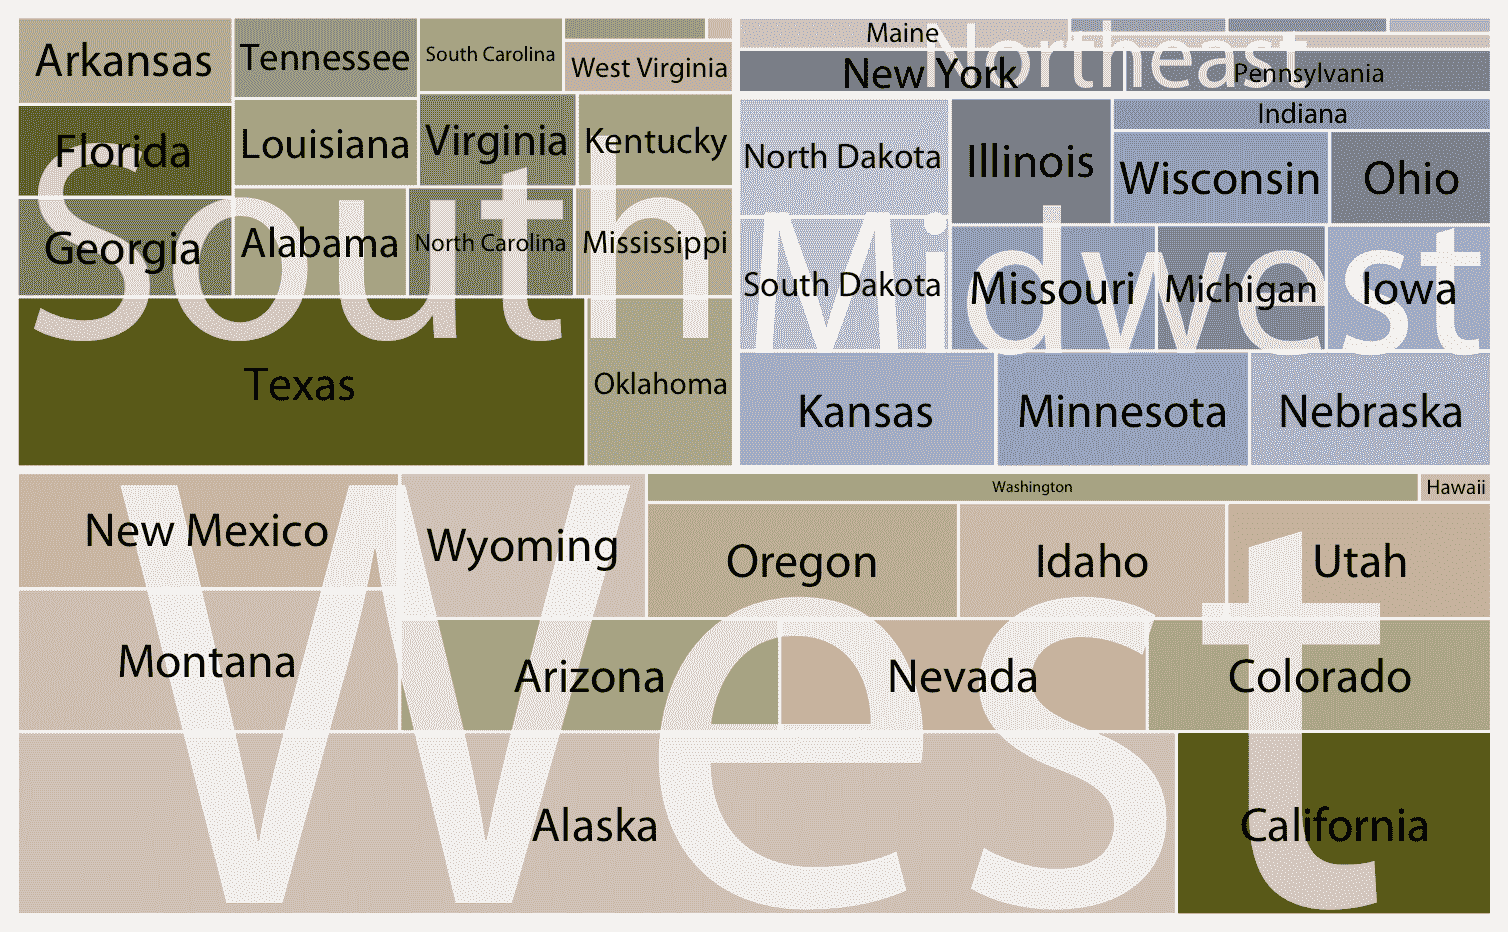 South
Arkansas
Tennessee
South Carolina
West Virginia
Florida
Louisiana
Virginia
Kentucky
Georgia
Alabama
North Carolina
Mississippi
Texas
Oklahoma
Northeast
Maine
New York
Pennsylvania
Midwest
North Dakota
Illinois
Indiana
Wisconsin
Ohio
South Dakota
Missouri
Michigan
Iowa
Kansas
Minnesota
Nebraska
West
New Mexico
Wyoming
Washington
Hawaii
Oregon
Idaho
Utah
Montana
Arizona
Nevada
Colorado
Alaska
California